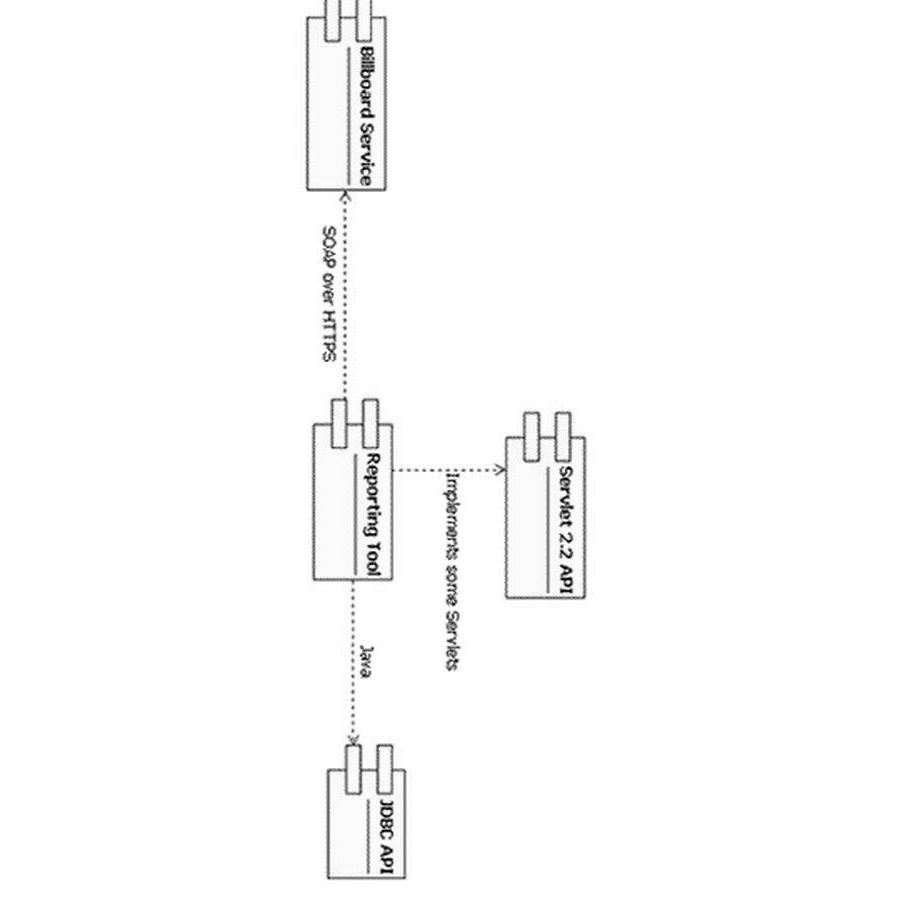 Servlet 2.2 API
Implements some Servlets
Billboard Service
SOAP over HTTPS
Reporting Tool
Java
JDBC API